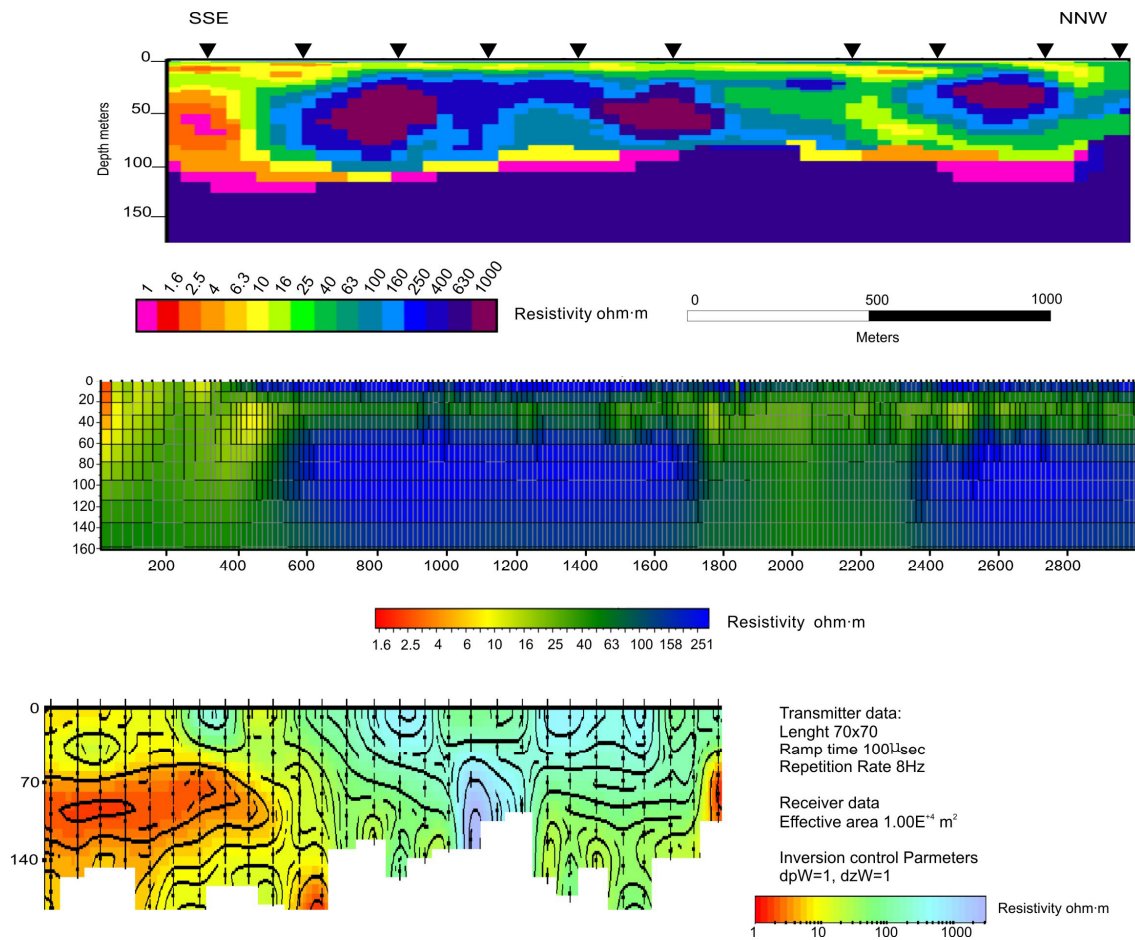 SSE NNW
0
50
100
150
Depth meters
1 1.6 2.5 4 6.3 10 16 25 40 63 100 160 250 400 630 1000
Resistivity ohm·m
0 500 1000
Meters
0
20
40
60
80
100
120
140
160
200 400 600 800 1000 1200 1400 1600 1800 2000 2200 2400 2600 2800
1.6 2.5 4 6 10 16 25 40 63 100 158 251
Resistivity ohm·m
0
70
140
Transmitter data:
Lenght 70x70
Ramp time 100µsec
Repetition Rate 8Hz
Receiver data
Effective area 1.00E⁺⁴ m²
Inversion control Parmeters
dpW=1, dzW=1
1 10 100 1000
Resistivity ohm·m